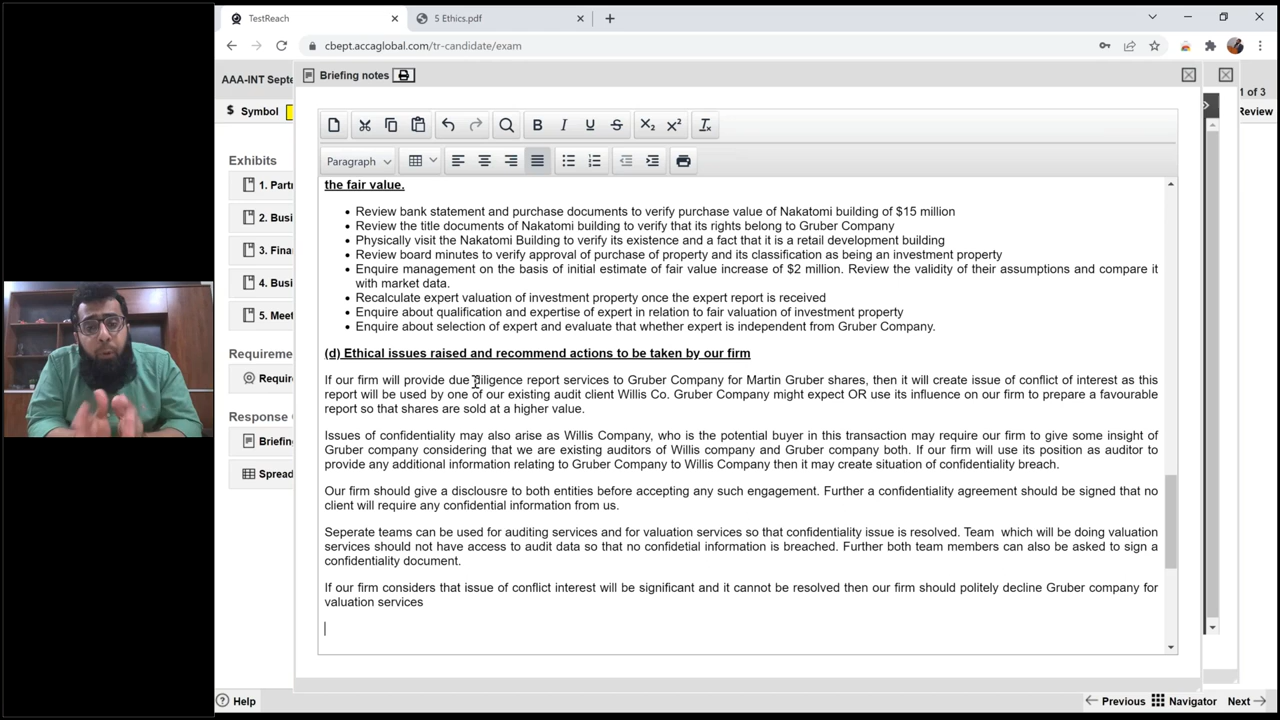 TestReach
5 Ethics.pdf
cbept.accaglobal.com/tr-candidate/exam
AAA-INT Septe
Briefing notes
1 of 3
$ Symbol
Review
Paragraph
Exhibits
1. Partn
2. Busi
3. Finan
4. Busi
5. Meet
Requireme
Require
Response O
Briefin
Spread
the fair value.
Review bank statement and purchase documents to verify purchase value of Nakatomi building of $15 million
Review the title documents of Nakatomi building to verify that its rights belong to Gruber Company
Physically visit the Nakatomi Building to verify its existence and a fact that it is a retail development building
Review board minutes to verify approval of purchase of property and its classification as being an investment property
Enquire management on the basis of initial estimate of fair value increase of $2 million. Review the validity of their assumptions and compare it
with market data.
Recalculate expert valuation of investment property once the expert report is received
Enquire about qualification and expertise of expert in relation to fair valuation of investment property
Enquire about selection of expert and evaluate that whether expert is independent from Gruber Company.
(d) Ethical issues raised and recommend actions to be taken by our firm
If our firm will provide due diligence report services to Gruber Company for Martin Gruber shares, then it will create issue of conflict of interest as this
report will be used by one of our existing audit client Willis Co. Gruber Company might expect OR use its influence on our firm to prepare a favourable
report so that shares are sold at a higher value.
Issues of confidentiality may also arise as Willis Company, who is the potential buyer in this transaction may require our firm to give some insight of
Gruber company considering that we are existing auditors of Willis company and Gruber company both. If our firm will use its position as auditor to
provide any additional information relating to Gruber Company to Willis Company then it may create situation of confidentiality breach.
Our firm should give a disclousre to both entities before accepting any such engagement. Further a confidentiality agreement should be signed that no
client will require any confidential information from us.
Seperate teams can be used for auditing services and for valuation services so that confidentiality issue is resolved. Team which will be doing valuation
services should not have access to audit data so that no confidetial information is breached. Further both team members can also be asked to sign a
confidentiality document.
If our firm considers that issue of conflict interest will be significant and it cannot be resolved then our firm should politely decline Gruber company for
valuation services
Help
Previous
Navigator
Next